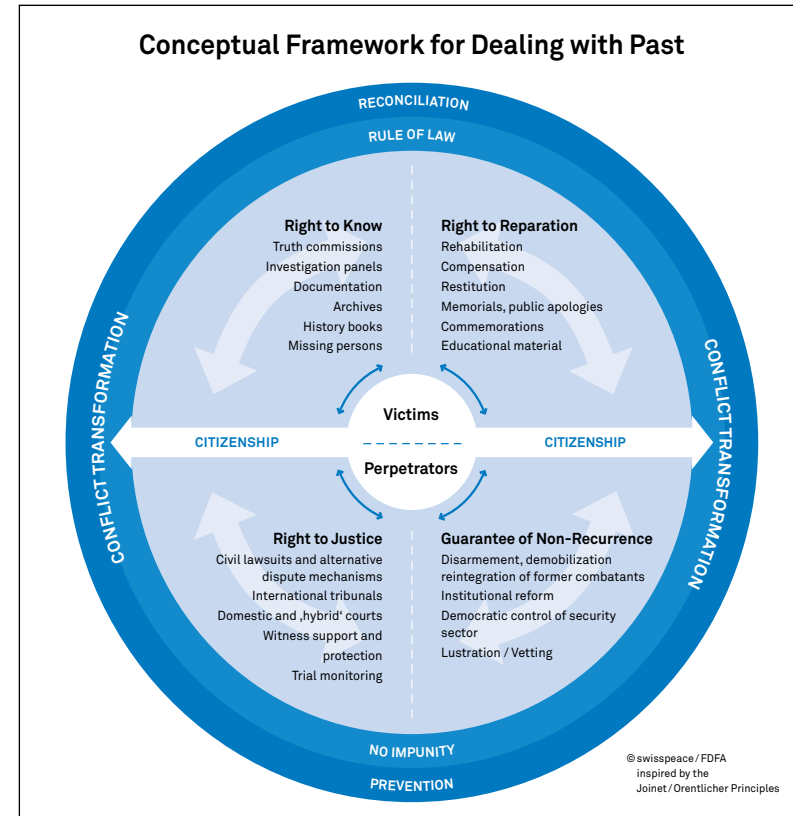 Conceptual Framework for Dealing with Past
RECONCILIATION
RULE OF LAW
Right to Know
Truth commissions
Investigation panels
Documentation
Archives
History books
Missing persons
Right to Reparation
Rehabilitation
Compensation
Restitution
Memorials, public apologies
Commemorations
Educational material
CONFLICT TRANSFORMATION
CONFLICT TRANSFORMATION
Victims
CITIZENSHIP
CITIZENSHIP
Perpetrators
Right to Justice
Civil lawsuits and alternative
dispute mechanisms
International tribunals
Domestic and ‚hybrid‘ courts
Witness support and
protection
Trial monitoring
Guarantee of Non-Recurrence
Disarmement, demobilization
reintegration of former combatants
Institutional reform
Democratic control of security
sector
Lustration / Vetting
NO IMPUNITY
PREVENTION
© swisspeace / FDFA
inspired by the
Joinet / Orentlicher Principles